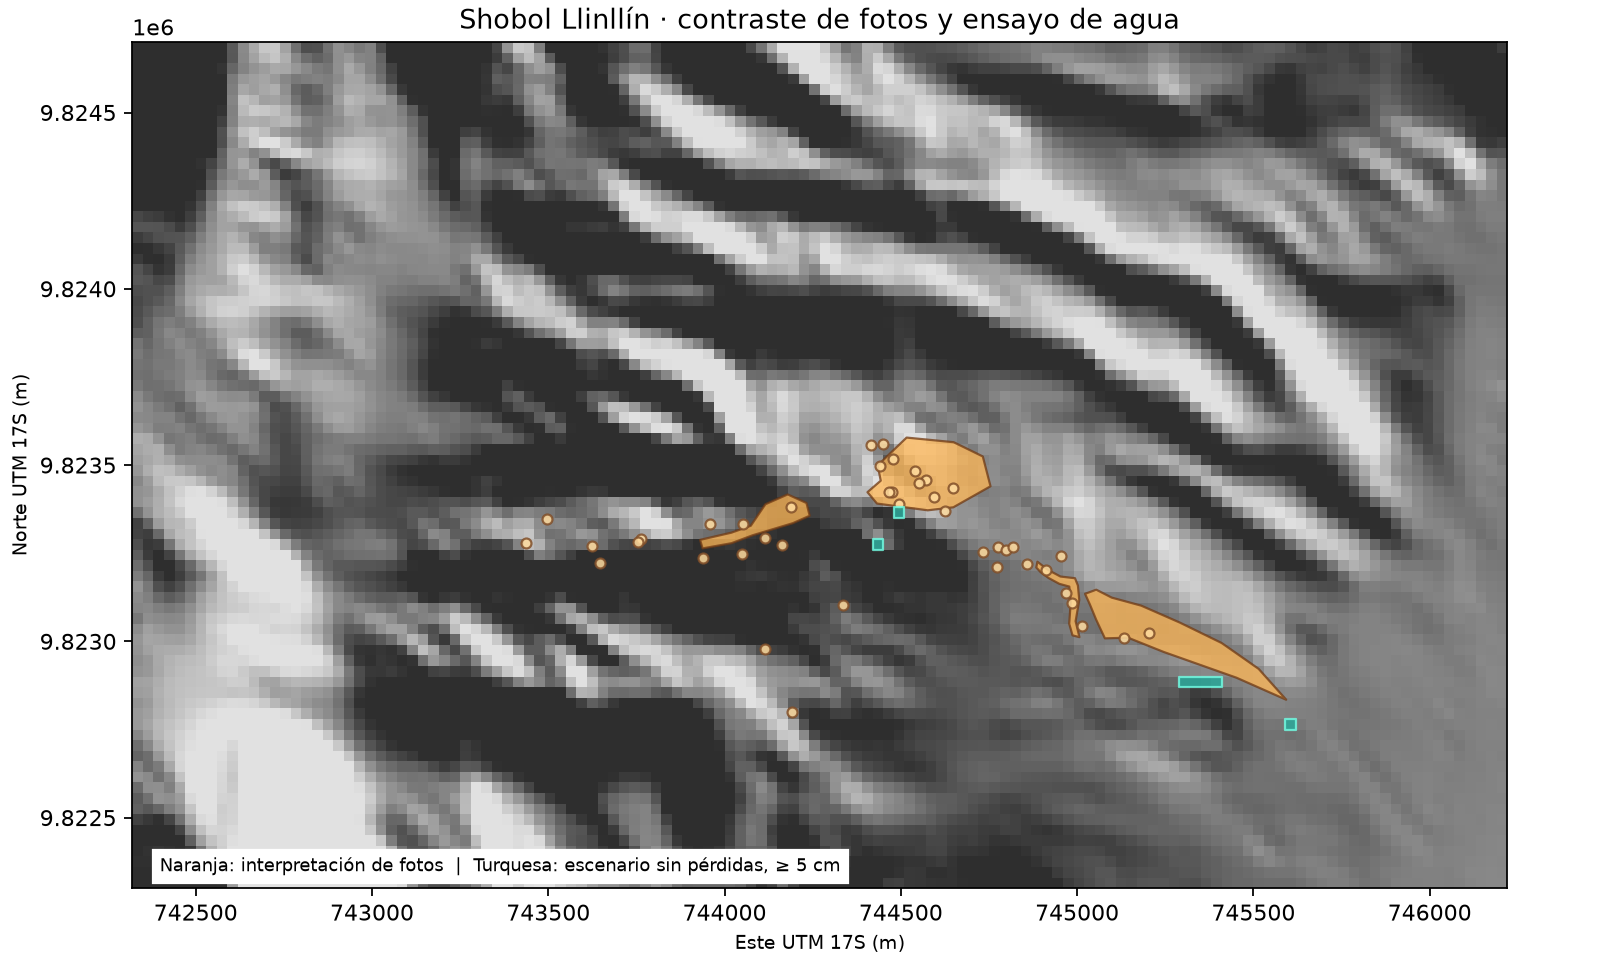 Shobol Llinllín · contraste de fotos y ensayo de agua
1e6
9.8245
9.8240
9.8235
9.8230
9.8225
Norte UTM 17S (m)
Naranja: interpretación de fotos | Turquesa: escenario sin pérdidas, ≥ 5 cm
742500 743000 743500 744000 744500 745000 745500 746000
Este UTM 17S (m)